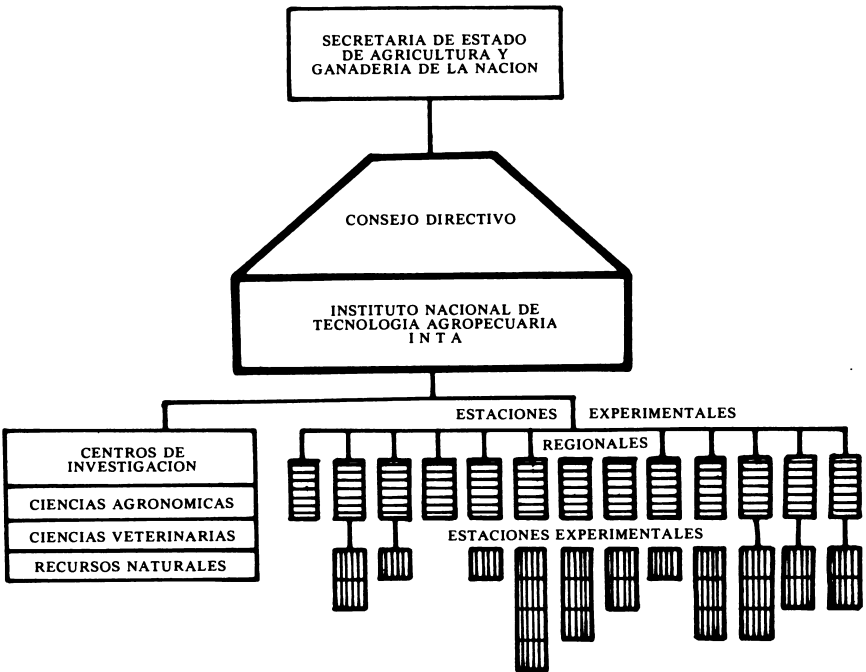 SECRETARIA DE ESTADO
DE AGRICULTURA Y
GANADERIA DE LA NACION
CONSEJO DIRECTIVO
INSTITUTO NACIONAL DE
TECNOLOGIA AGROPECUARIA
I N T A
ESTACIONES EXPERIMENTALES
REGIONALES
CENTROS DE
INVESTIGACION
CIENCIAS AGRONOMICAS
CIENCIAS VETERINARIAS
RECURSOS NATURALES
ESTACIONES EXPERIMENTALES